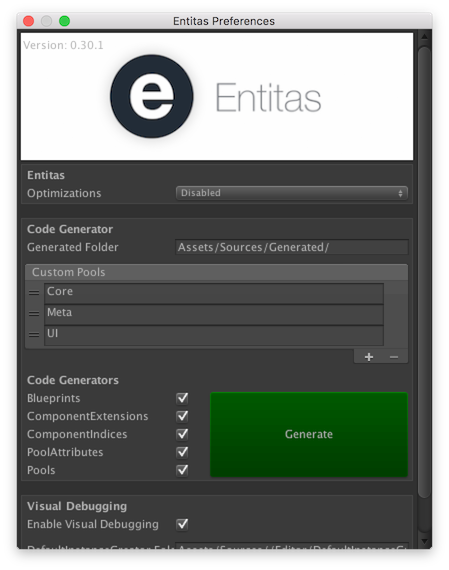 Entitas Preferences
Version: 0.30.1
e Entitas
Entitas
Optimizations Disabled
Code Generator
Generated Folder Assets/Sources/Generated/
Custom Pools
Core
Meta
UI
Code Generators
Blueprints
ComponentExtensions
ComponentIndices
PoolAttributes
Pools
Generate
Visual Debugging
Enable Visual Debugging